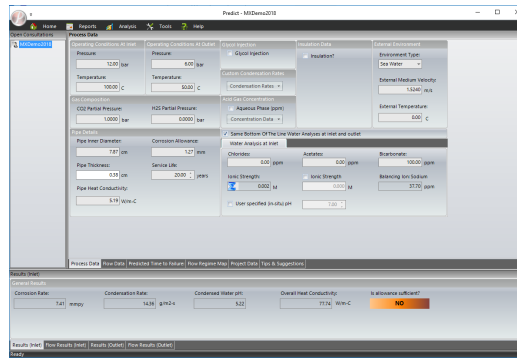 Predict - MXDemo2018
Home Reports Analysis Tools Help
Open Consultations Process Data
MXDemo2018
Operating Conditions At Inlet Operating Conditions At Outlet Glycol Injection Insulation Data External Environment
Pressure: Pressure: Glycol Injection Insulation? Environment Type:
12.00 bar 6.00 bar Sea Water
Temperature: Temperature: Custom Condensation Rates External Medium Velocity:
100.00 C 50.00 C Condensation Rates 1.5240 m/s
Gas Composition Acid Gas Concentration External Temperature:
CO2 Partial Pressure: H2S Partial Pressure: Aqueous Phase (ppm) 0.00 C
1.0000 bar 0.0000 bar Concentration Data
Pipe Details Same Bottom Of The Line Water Analyses at inlet and outlet
Pipe Inner Diameter: Corrosion Allowance: Water Analysis at Inlet
7.87 cm 1.27 mm Chlorides: Acetates: Bicarbonate:
Pipe Thickness: Service Life: 0.00 ppm 0.00 ppm 100.00 ppm
0.38 cm 20.00 years Ionic Strength: Ionic Strength Balancing Ion: Sodium
Pipe Heat Conductivity: 0.002 M 0.000 M 37.70 ppm
5.19 W/m-C User specified (in-situ) pH 7.00
Process Data Flow Data Predicted Time to Failure Flow Regime Map Project Data Tips & Suggestions
Results (Inlet)
General Results
Corrosion Rate: Condensation Rate: Condensed Water pH: Overall Heat Conductivity: Is allowance sufficient?
7.41 mmpy 14.36 g/m2-s 5.22 77.74 W/m-C NO
Results (Inlet) Flow Results (Inlet) Results (Outlet) Flow Results (Outlet)
Ready